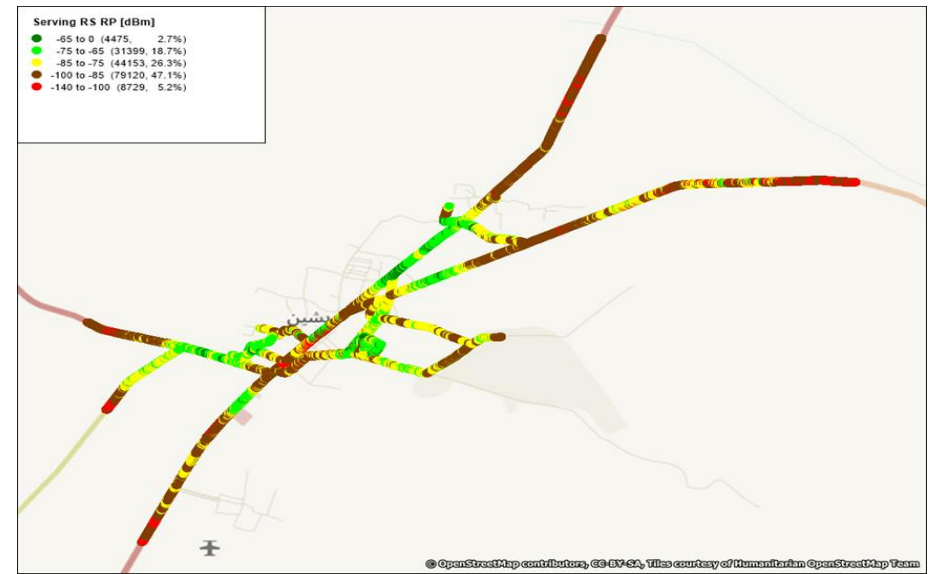 Serving RS RP [dBm]
-65 to 0 (4475, 2.7%)
-75 to -65 (31399, 18.7%)
-85 to -75 (44153, 26.3%)
-100 to -85 (79120, 47.1%)
-140 to -100 (8729, 5.2%)
پشین
© OpenStreetMap contributors, CC-BY-SA, Tiles courtesy of Humanitarian OpenStreetMap Team